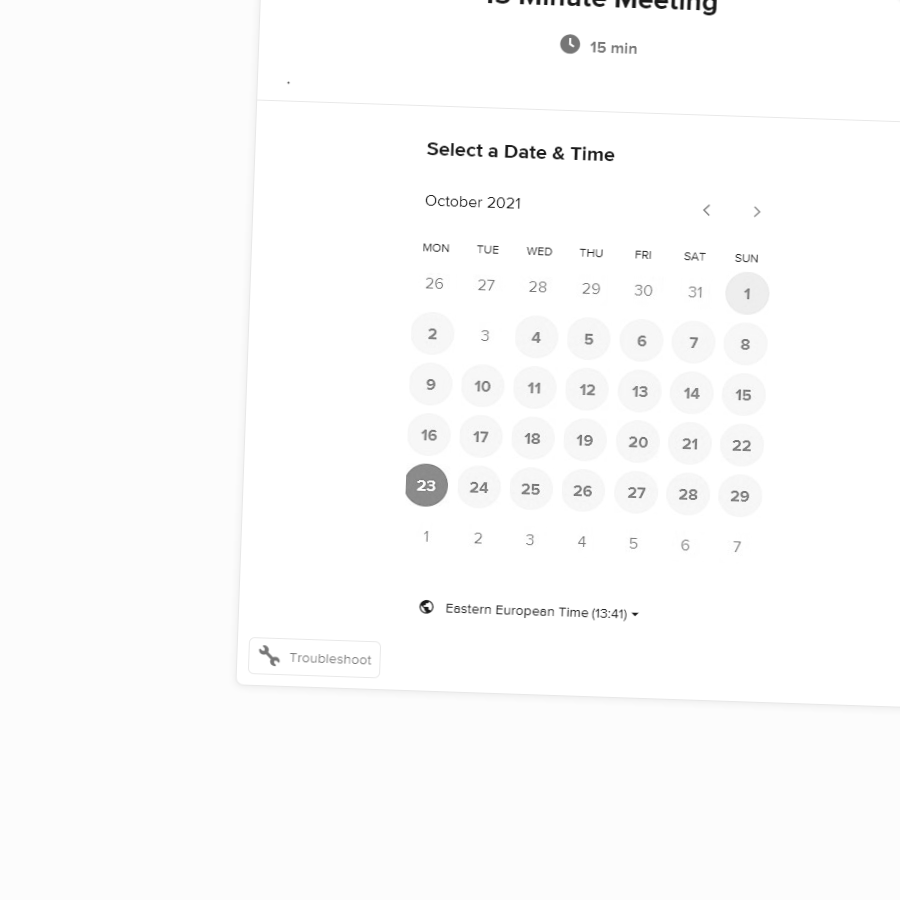 15 Minute Meeting
15 min
.
Select a Date & Time
October 2021
MON TUE WED THU FRI SAT SUN
26 27 28 29 30 31 1
2 3 4 5 6 7 8
9 10 11 12 13 14 15
16 17 18 19 20 21 22
23 24 25 26 27 28 29
1 2 3 4 5 6 7
Eastern European Time (13:41)
Troubleshoot